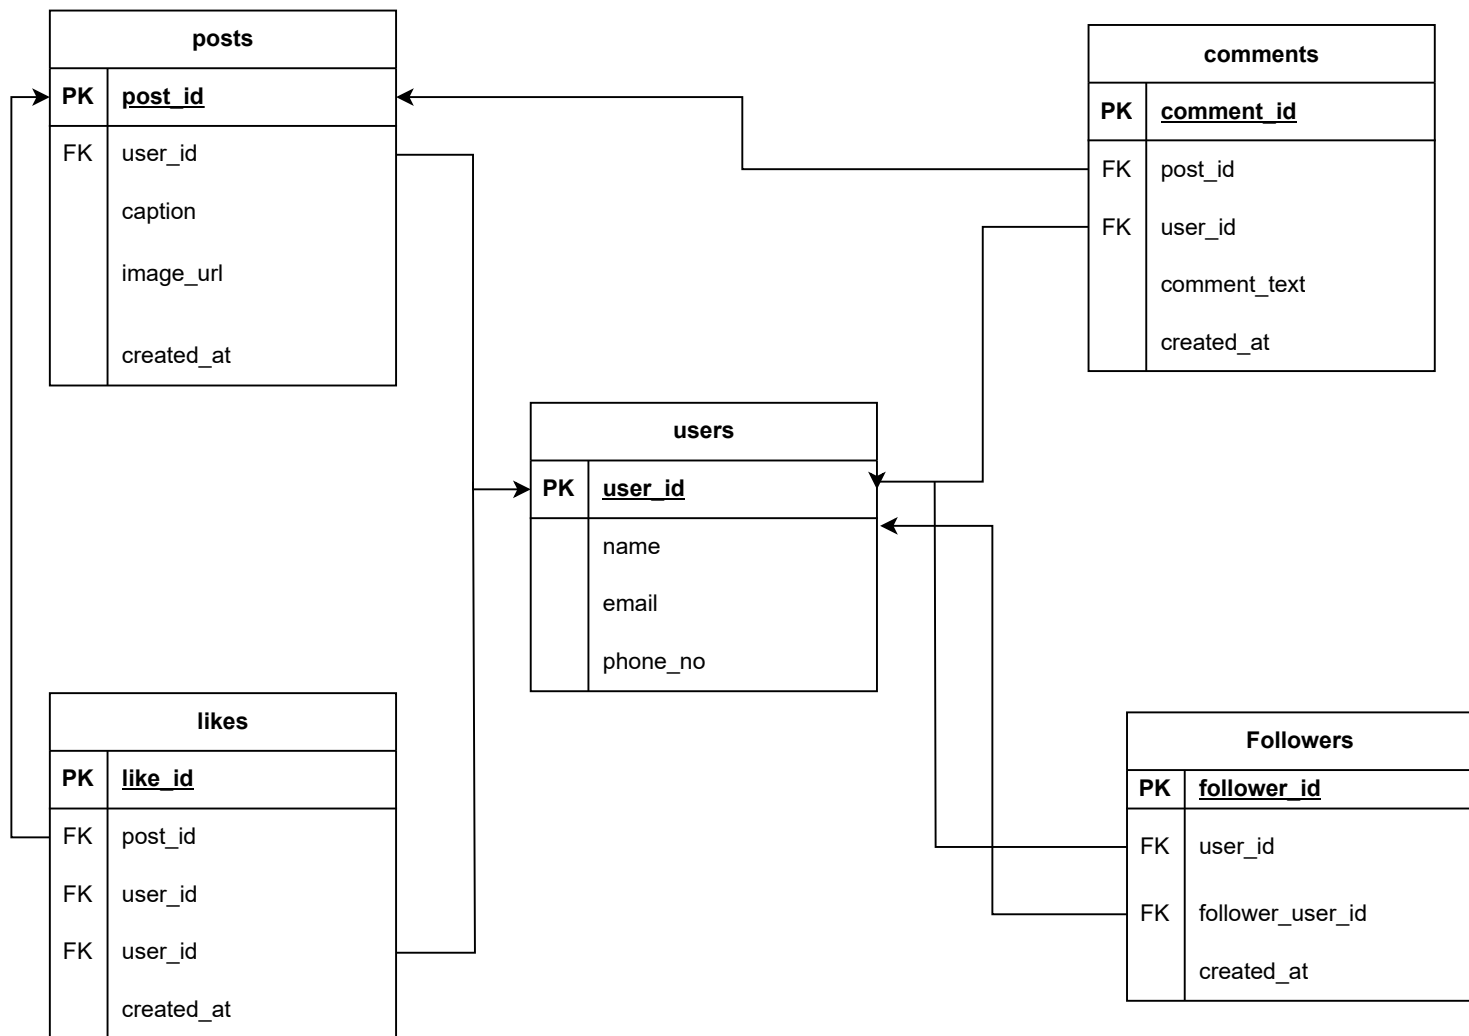 posts
PK post_id
FK user_id
caption
image_url
created_at
comments
PK comment_id
FK post_id
FK user_id
comment_text
created_at
users
PK user_id
name
email
phone_no
likes
PK like_id
FK post_id
FK user_id
FK user_id
created_at
Followers
PK follower_id
FK user_id
FK follower_user_id
created_at